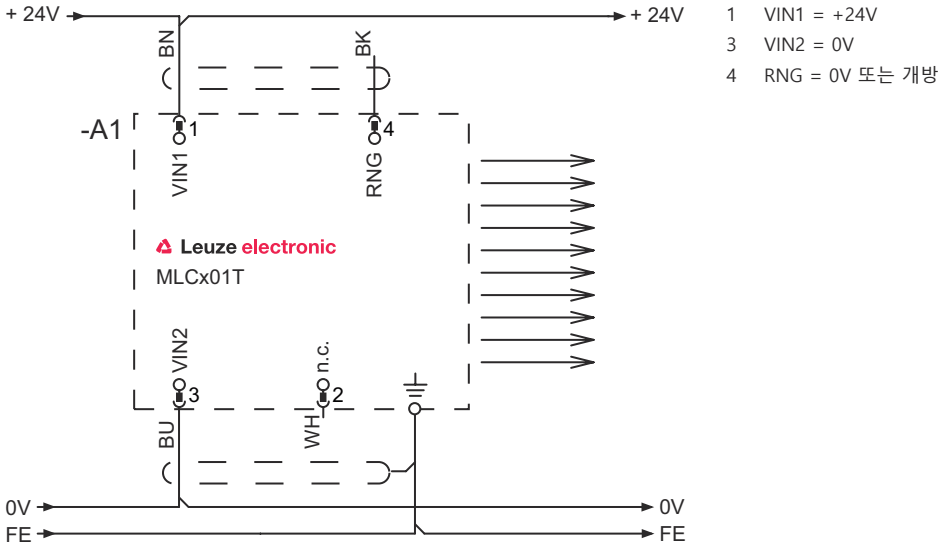 + 24V
+ 24V
1 VIN1 = +24V
3 VIN2 = 0V
4 RNG = 0V 또는 개방
BN
BK
-A1
1
4
VIN1
RNG
Leuze electronic
MLCx01T
VIN2
n.c.
3
2
BU
WH
0V
0V
FE
FE